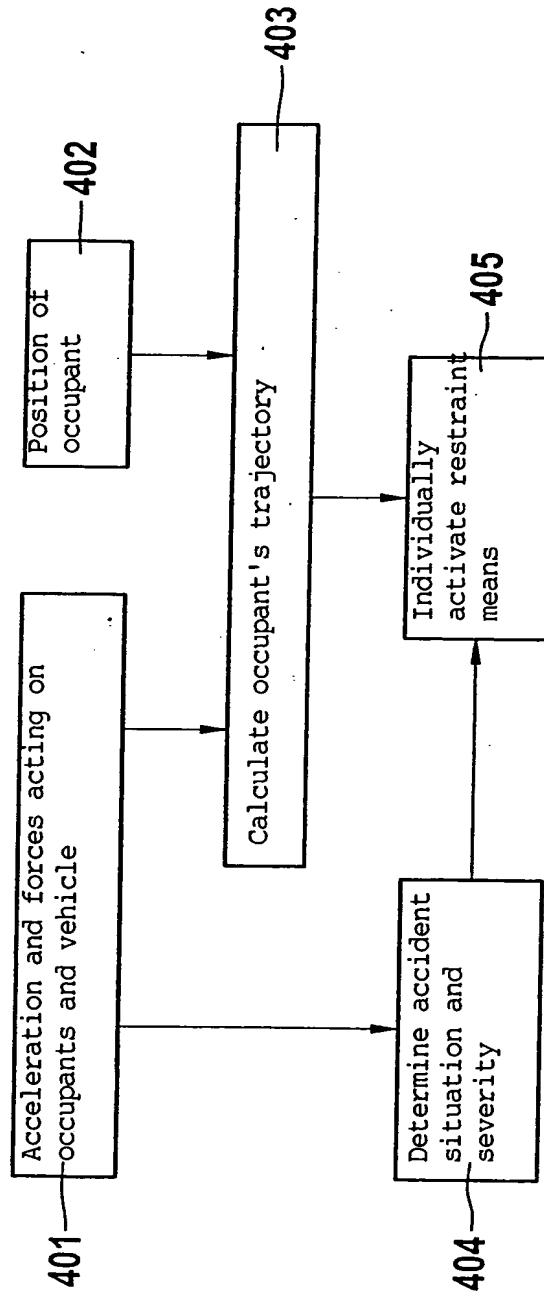 401
Acceleration and forces acting on
occupants and vehicle
402
Position of
occupant
403
Calculate occupant's trajectory
404
Determine accident
situation and
severity
405
Individually
activate restraint
means